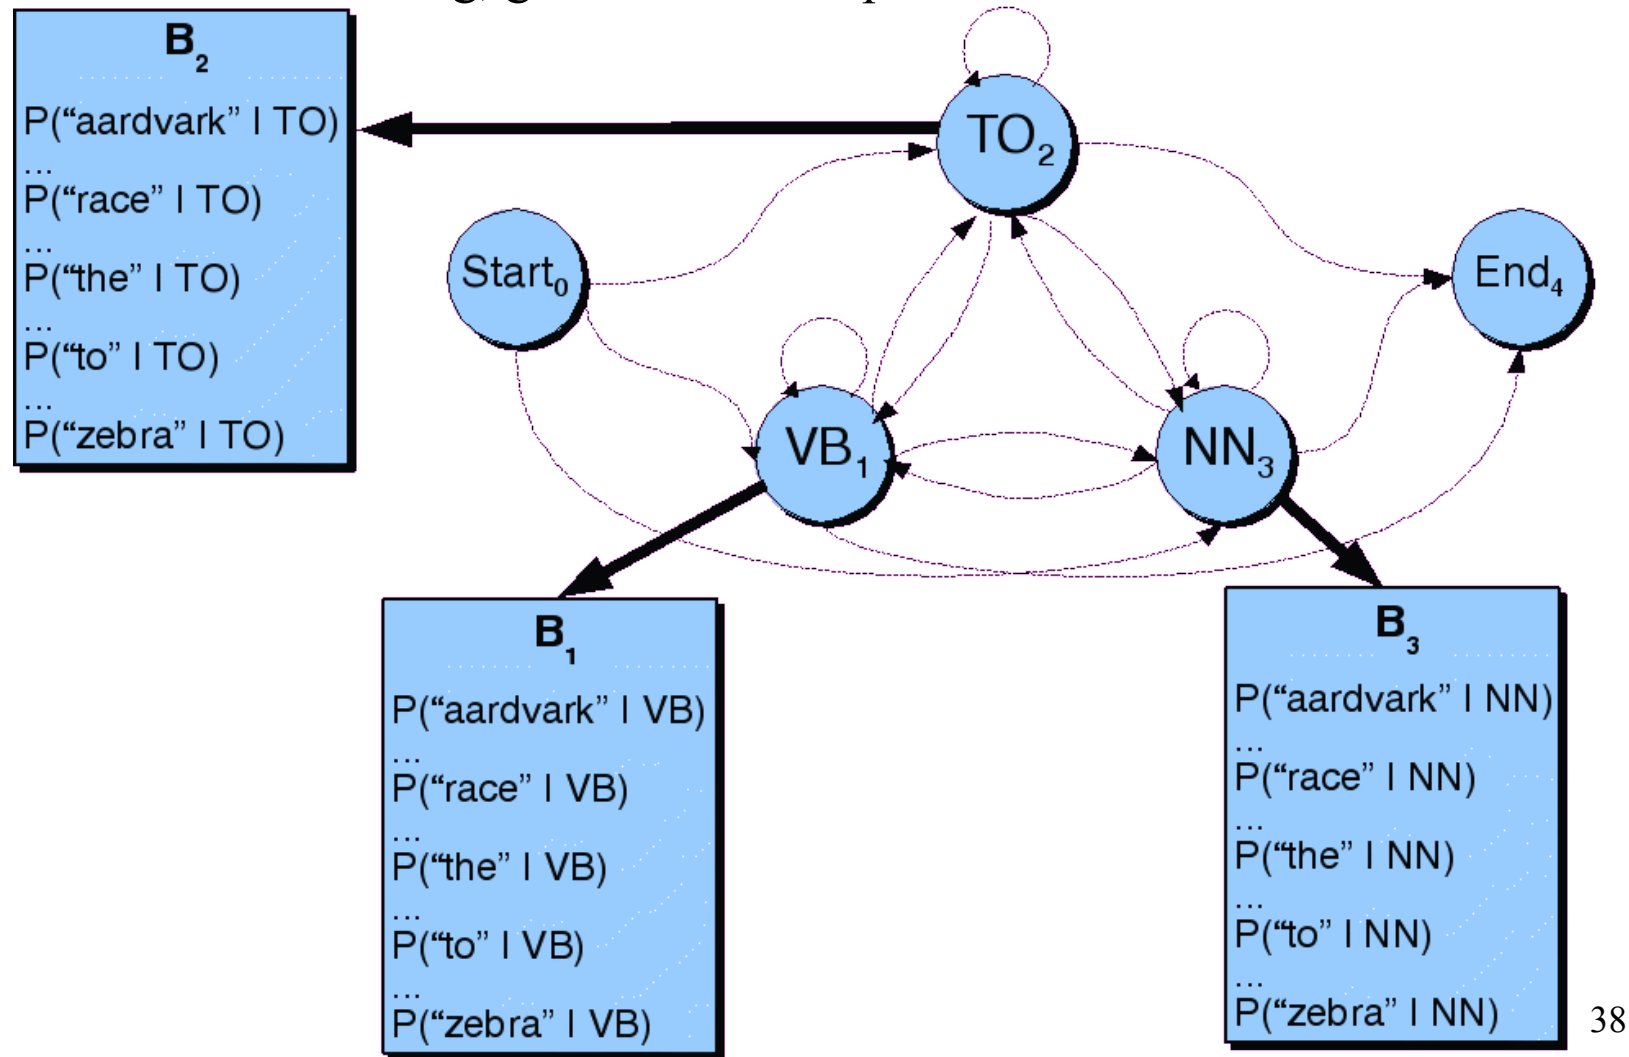 B₂
P(“aardvark” | TO)
...
P(“race” | TO)
...
P(“the” | TO)
...
P(“to” | TO)
...
P(“zebra” | TO)
TO₂
Start₀
End₄
VB₁
NN₃
B₁
P(“aardvark” | VB)
...
P(“race” | VB)
...
P(“the” | VB)
...
P(“to” | VB)
...
P(“zebra” | VB)
B₃
P(“aardvark” | NN)
...
P(“race” | NN)
...
P(“the” | NN)
...
P(“to” | NN)
...
P(“zebra” | NN)
38